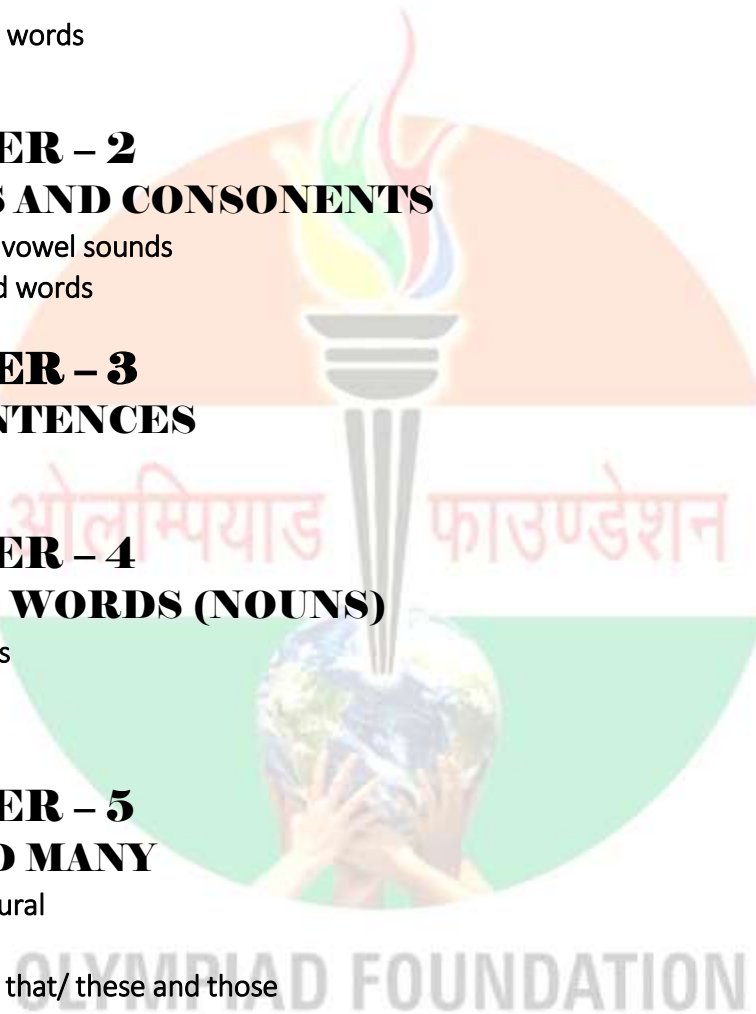 words
ER – 2
S AND CONSONENTS
vowel sounds
d words
ER – 3
NTENCES
ओलम्पियाड फाउण्डेशन
ER – 4
WORDS (NOUNS)
s
ER – 5
D MANY
ural
that/ these and those
OLYMPIAD FOUNDATION